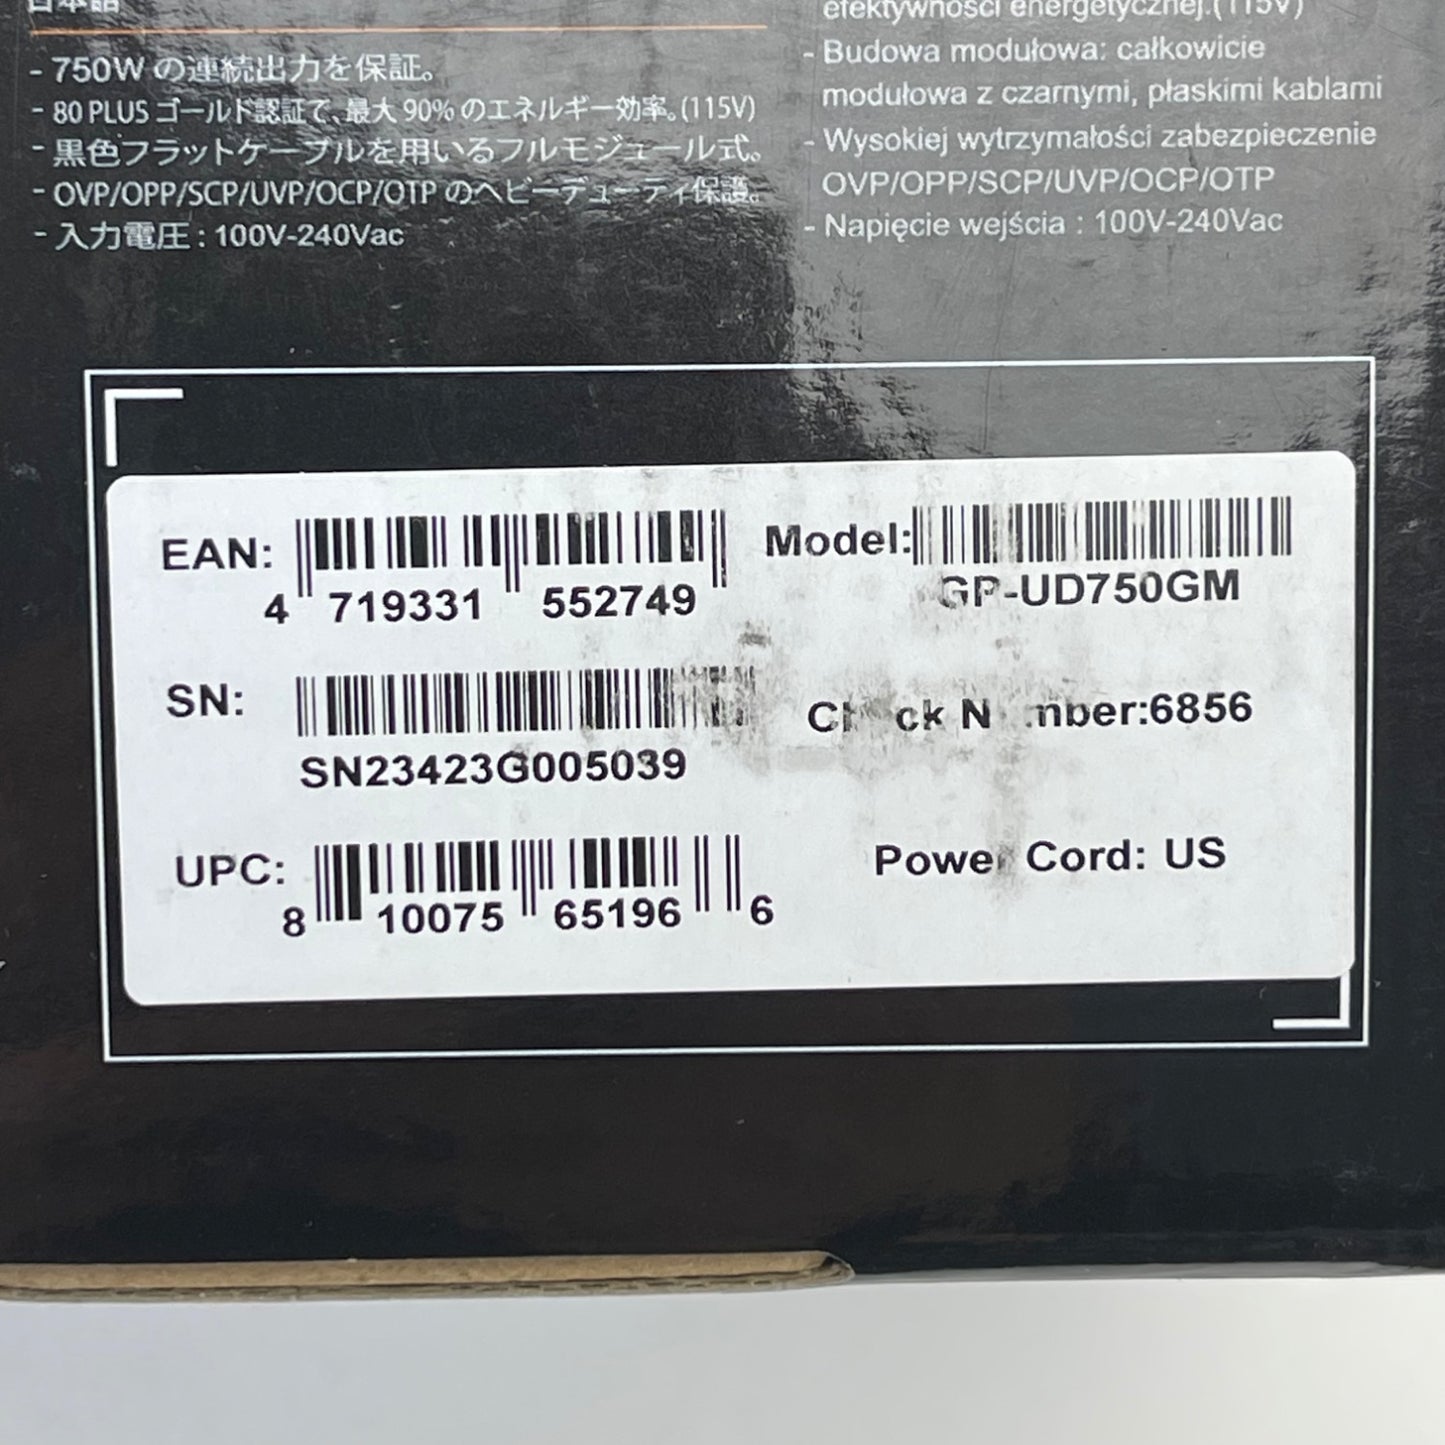 日本語
- 750W の連続出力を保証。
- 80 PLUS ゴールド認証で、最大 90% のエネルギー効率。(115V)
- 黒色フラットケーブルを用いるフルモジュール式。
- OVP/OPP/SCP/UVP/OCP/OTP のヘビーデューティ保護。
- 入力電圧 : 100V-240Vac
efektywności energetycznej.(115V)
- Budowa modułowa: całkowicie
modułowa z czarnymi, płaskimi kablami
- Wysokiej wytrzymałości zabezpieczenie
OVP/OPP/SCP/UVP/OCP/OTP
- Napięcie wejścia : 100V-240Vac
EAN:
4 719331 552749
Model:
GP-UD750GM
SN:
SN23423G005039
Check Number:6856
UPC:
8 10075 65196 6
Power Cord: US